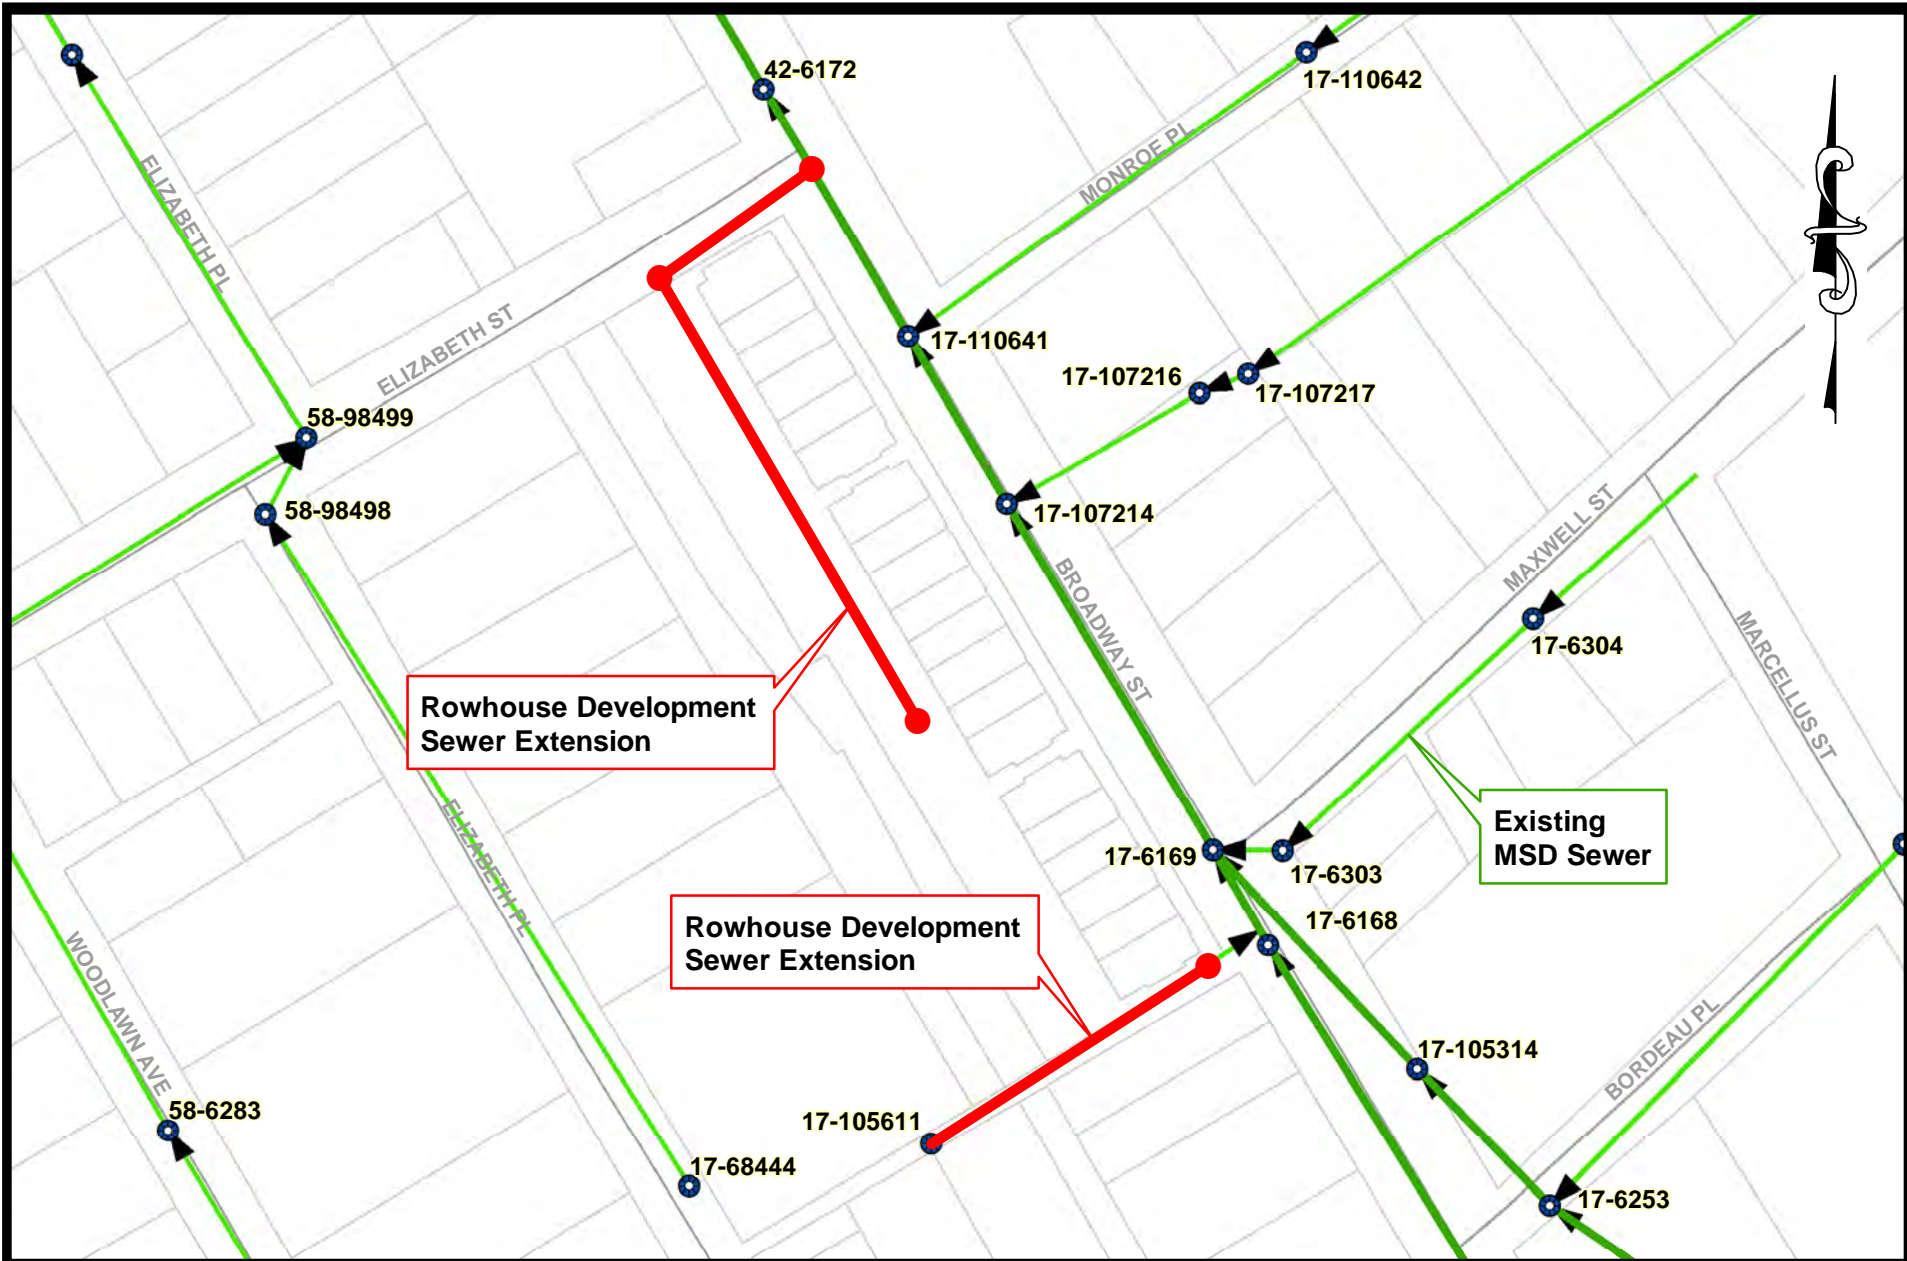 42-6172
17-110642
MONROE PL
ELIZABETH PL
ELIZABETH ST
17-110641
17-107216
17-107217
58-98499
58-98498
17-107214
MAXWELL ST
BROADWAY ST
17-6304
MARCELLUS ST
Rowhouse Development
Sewer Extension
Existing
MSD Sewer
17-6169
17-6303
ELIZABETH PL
17-6168
Rowhouse Development
Sewer Extension
WOODLAWN AVE
17-105314
BORDEAU PL
58-6283
17-105611
17-68444
17-6253